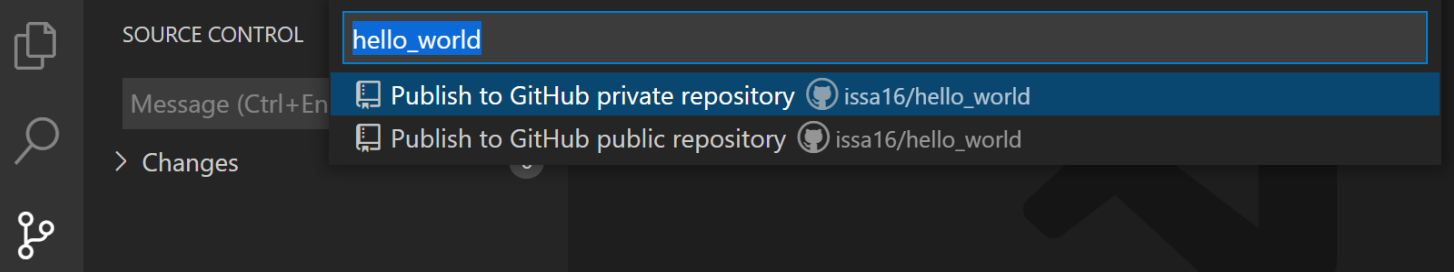 SOURCE CONTROL
hello_world
Message (Ctrl+En
Publish to GitHub private repository issa16/hello_world
Publish to GitHub public repository issa16/hello_world
Changes